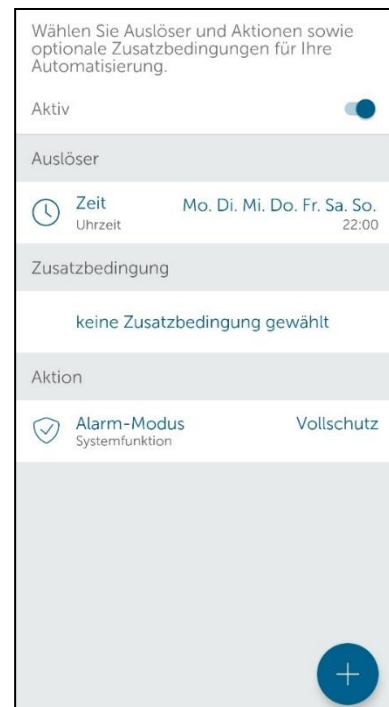 Wählen Sie Auslöser und Aktionen sowie
optionale Zusatzbedingungen für Ihre
Automatisierung.
Aktiv
Auslöser
Zeit Mo. Di. Mi. Do. Fr. Sa. So.
Uhrzeit 22:00
Zusatzbedingung
keine Zusatzbedingung gewählt
Aktion
Alarm-Modus Vollschutz
Systemfunktion